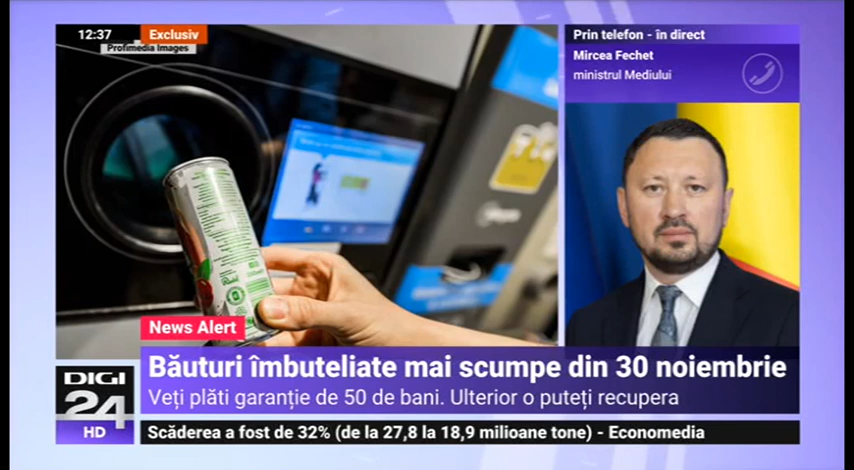 12:37
Exclusiv
Profimedia Images
Prin telefon - în direct
Mircea Fechet
ministrul Mediului
News Alert
Băuturi îmbuteliate mai scumpe din 30 noiembrie
Veți plăti garanție de 50 de bani. Ulterior o puteți recupera
DIGI
24
HD
Scăderea a fost de 32% (de la 27,8 la 18,9 milioane tone) - Economedia